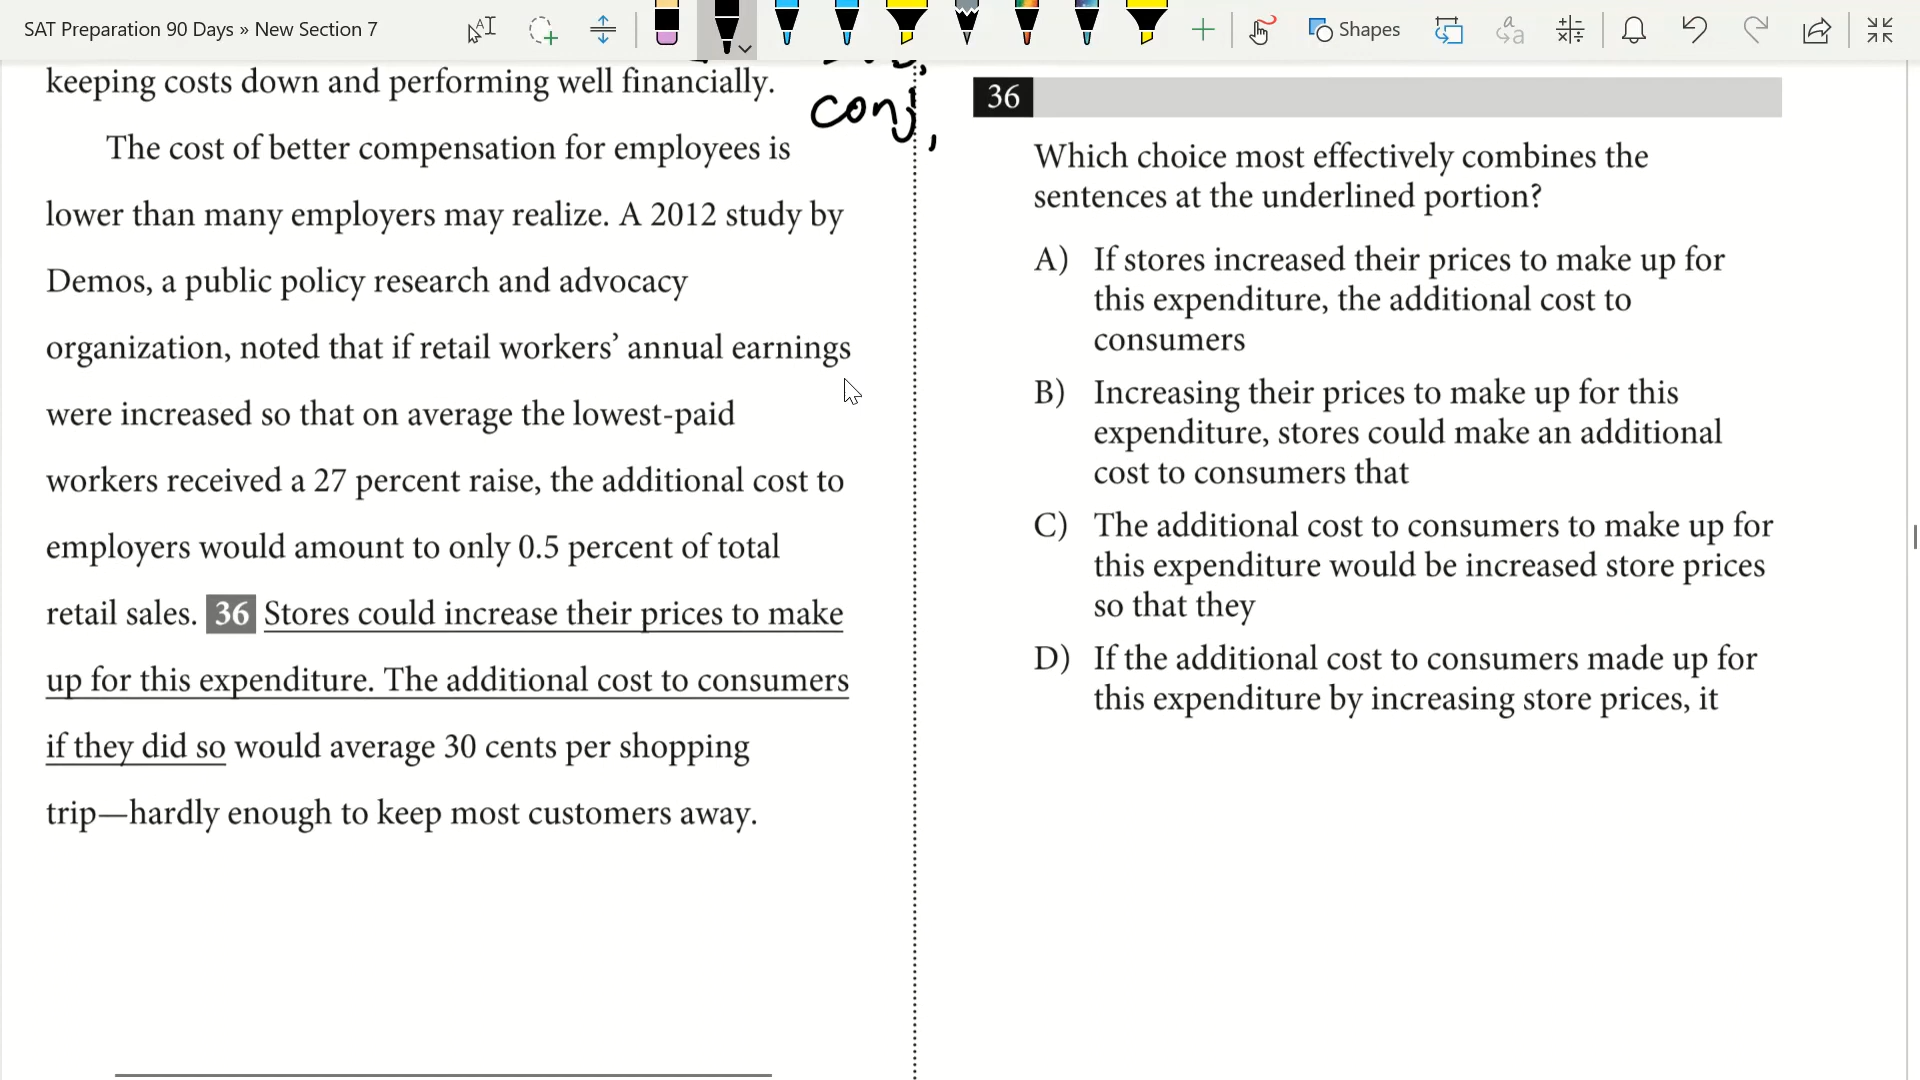 SAT Preparation 90 Days » New Section 7
Shapes
keeping costs down and performing well financially.
conj,
The cost of better compensation for employees is
lower than many employers may realize. A 2012 study by
Demos, a public policy research and advocacy
organization, noted that if retail workers’ annual earnings
were increased so that on average the lowest-paid
workers received a 27 percent raise, the additional cost to
employers would amount to only 0.5 percent of total
retail sales. 36 Stores could increase their prices to make
up for this expenditure. The additional cost to consumers
if they did so would average 30 cents per shopping
trip—hardly enough to keep most customers away.
36
Which choice most effectively combines the
sentences at the underlined portion?
A) If stores increased their prices to make up for
this expenditure, the additional cost to
consumers
B) Increasing their prices to make up for this
expenditure, stores could make an additional
cost to consumers that
C) The additional cost to consumers to make up for
this expenditure would be increased store prices
so that they
D) If the additional cost to consumers made up for
this expenditure by increasing store prices, it